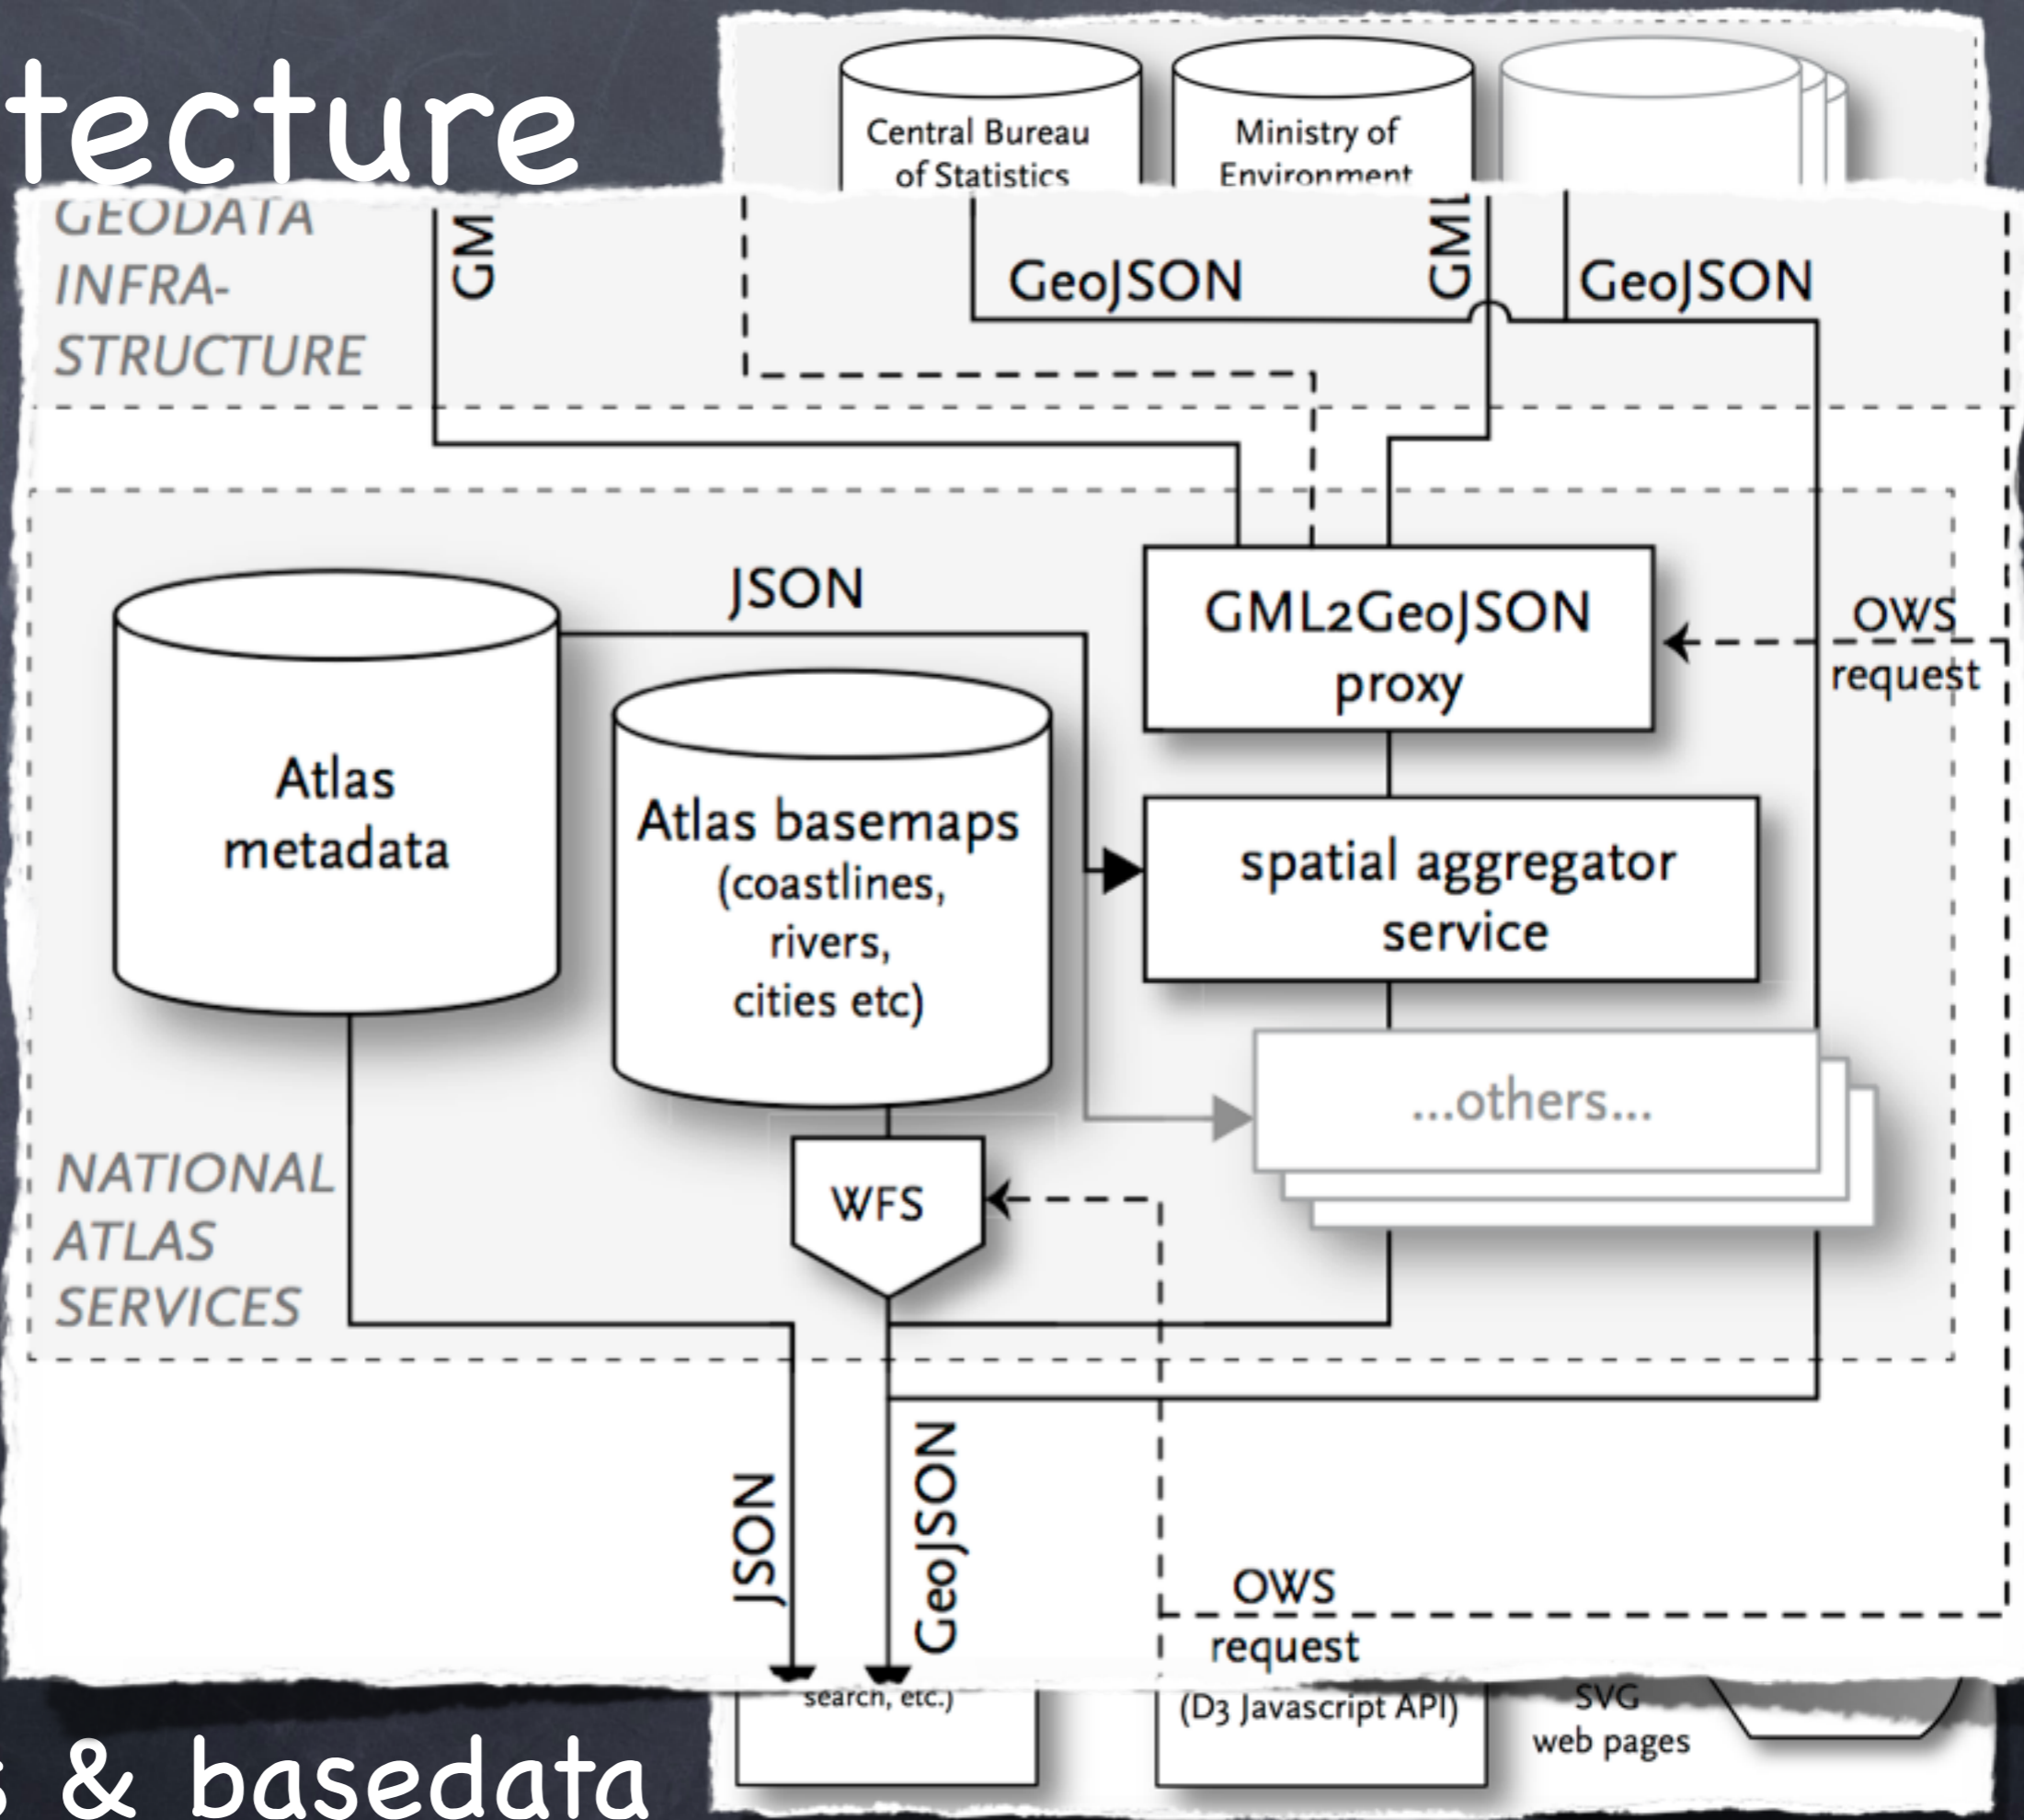 tecture
Central Bureau
of Statistics
Ministry of
Environment
GEODATA
INFRA-
STRUCTURE
GM
GeoJSON
GML
GeoJSON
JSON
GML2GeoJSON
proxy
OWS
request
Atlas
metadata
Atlas basemaps
(coastlines,
rivers,
cities etc)
spatial aggregator
service
...others...
WFS
NATIONAL
ATLAS
SERVICES
JSON
GeoJSON
OWS
request
search, etc.)
(D3 Javascript API)
SVG
web pages
s & basedata